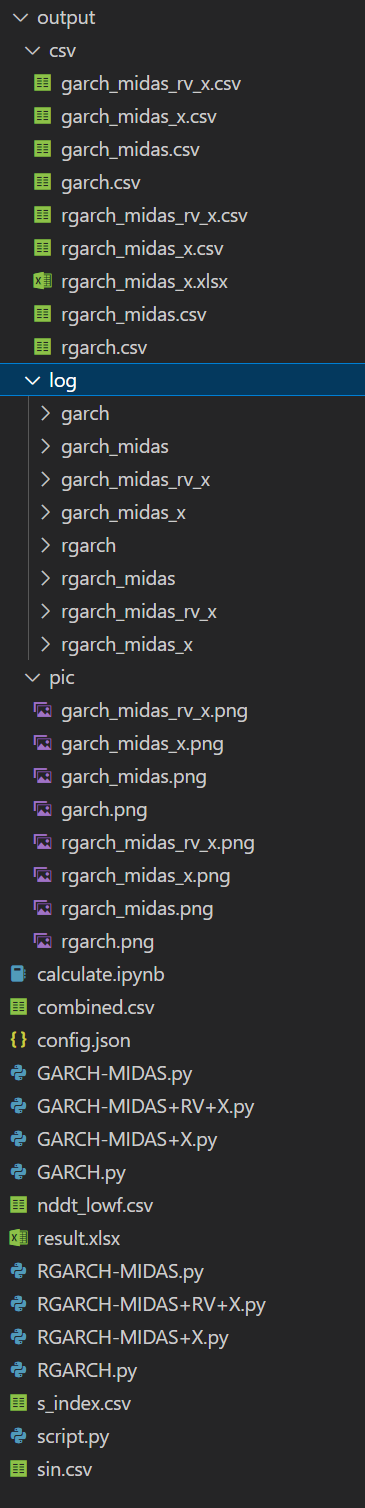 output
csv
garch_midas_rv_x.csv
garch_midas_x.csv
garch_midas.csv
garch.csv
rgarch_midas_rv_x.csv
rgarch_midas_x.csv
rgarch_midas_x.xlsx
rgarch_midas.csv
rgarch.csv
log
garch
garch_midas
garch_midas_rv_x
garch_midas_x
rgarch
rgarch_midas
rgarch_midas_rv_x
rgarch_midas_x
pic
garch_midas_rv_x.png
garch_midas_x.png
garch_midas.png
garch.png
rgarch_midas_rv_x.png
rgarch_midas_x.png
rgarch_midas.png
rgarch.png
calculate.ipynb
combined.csv
config.json
GARCH-MIDAS.py
GARCH-MIDAS+RV+X.py
GARCH-MIDAS+X.py
GARCH.py
nddt_lowf.csv
result.xlsx
RGARCH-MIDAS.py
RGARCH-MIDAS+RV+X.py
RGARCH-MIDAS+X.py
RGARCH.py
s_index.csv
script.py
sin.csv